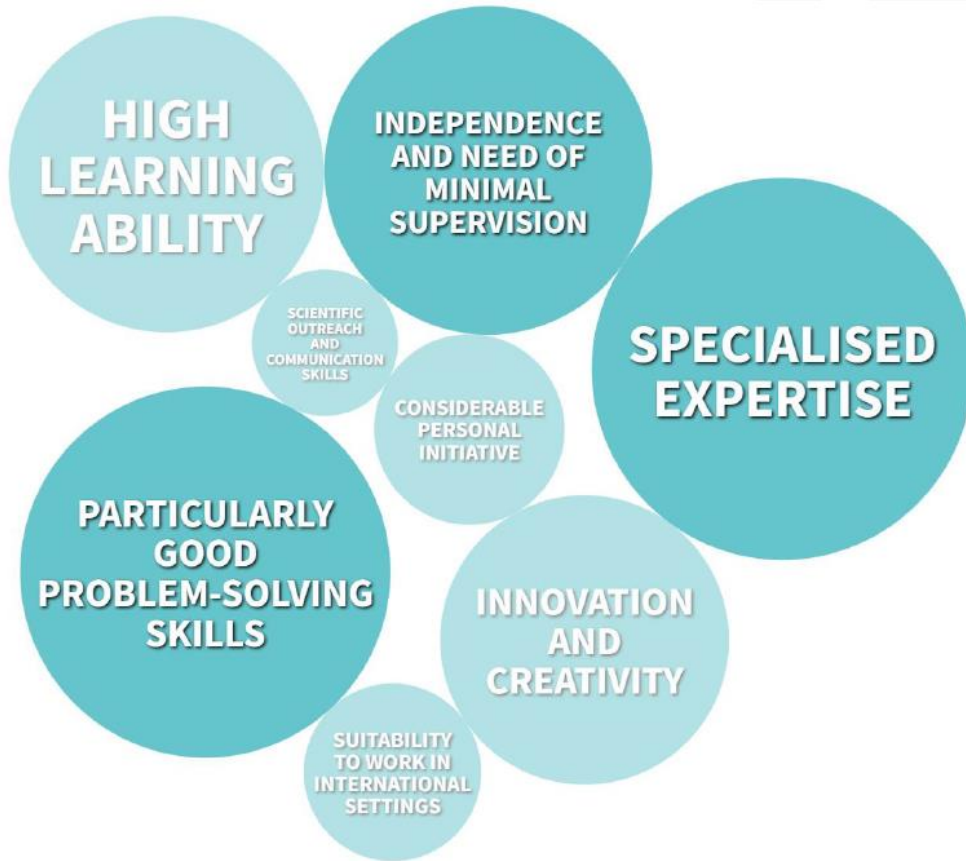 HIGH
LEARNING
ABILITY
INDEPENDENCE
AND NEED OF
MINIMAL
SUPERVISION
SCIENTIFIC
OUTREACH
AND
COMMUNICATION
SKILLS
SPECIALISED
EXPERTISE
CONSIDERABLE
PERSONAL
INITIATIVE
PARTICULARLY
GOOD
PROBLEM-SOLVING
SKILLS
INNOVATION
AND
CREATIVITY
SUITABILITY
TO WORK IN
INTERNATIONAL
SETTINGS